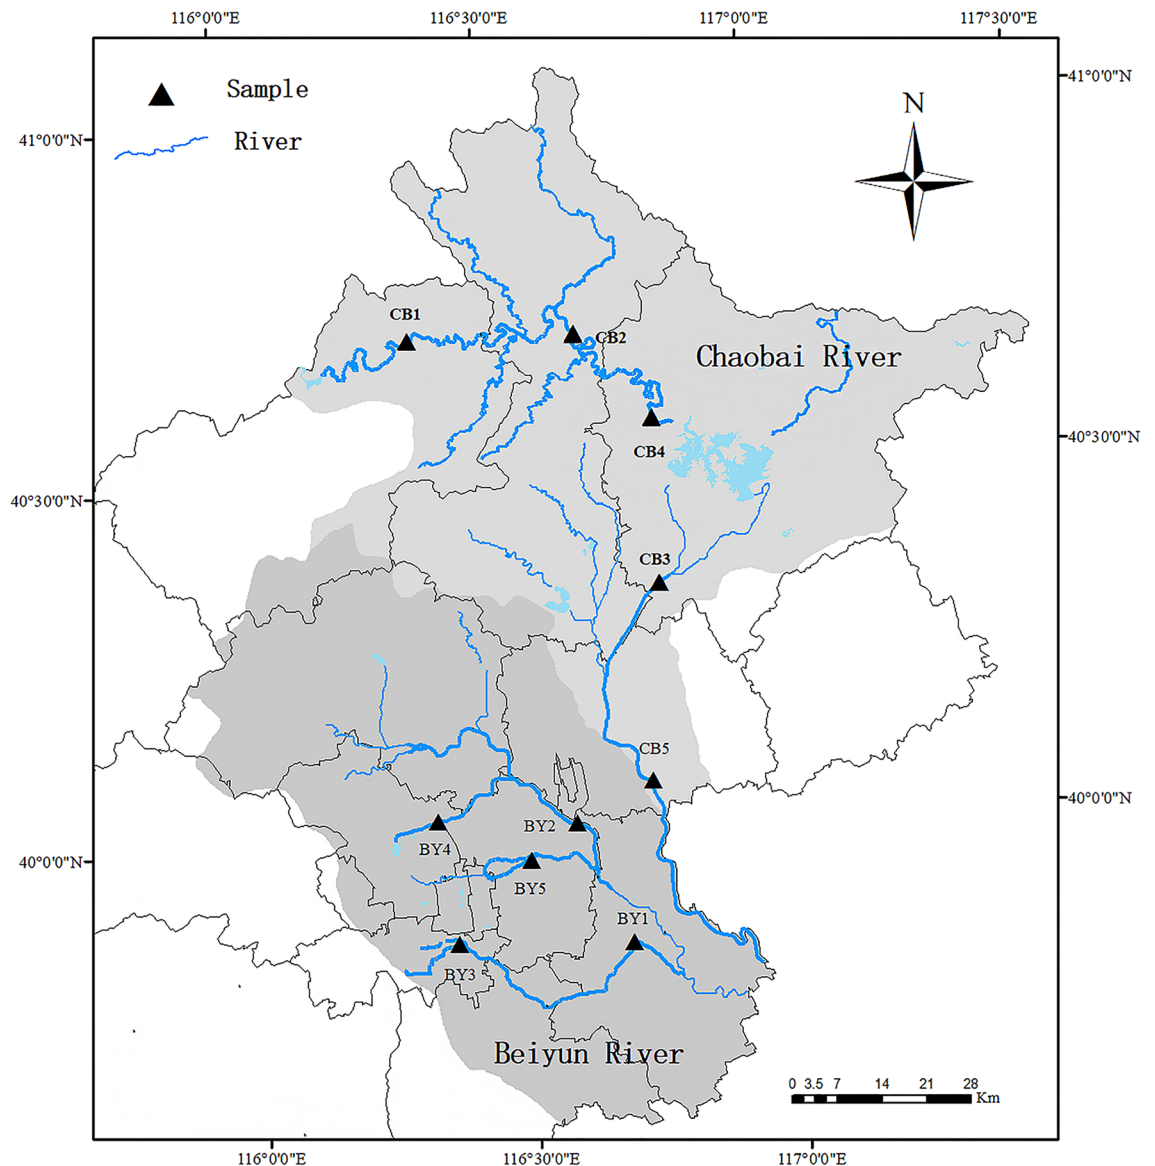 116°0'0"E 116°30'0"E 117°0'0"E 117°30'0"E
41°0'0"N
Sample
N
River
41°0'0"N
CB1
CB2
Chaobai River
40°30'0"N
CB4
40°30'0"N
CB3
CB5
40°0'0"N
BY2
BY4
40°0'0"N
BY5
BY1
BY3
Beiyun River
0 3.5 7 14 21 28
Km
116°0'0"E 116°30'0"E 117°0'0"E